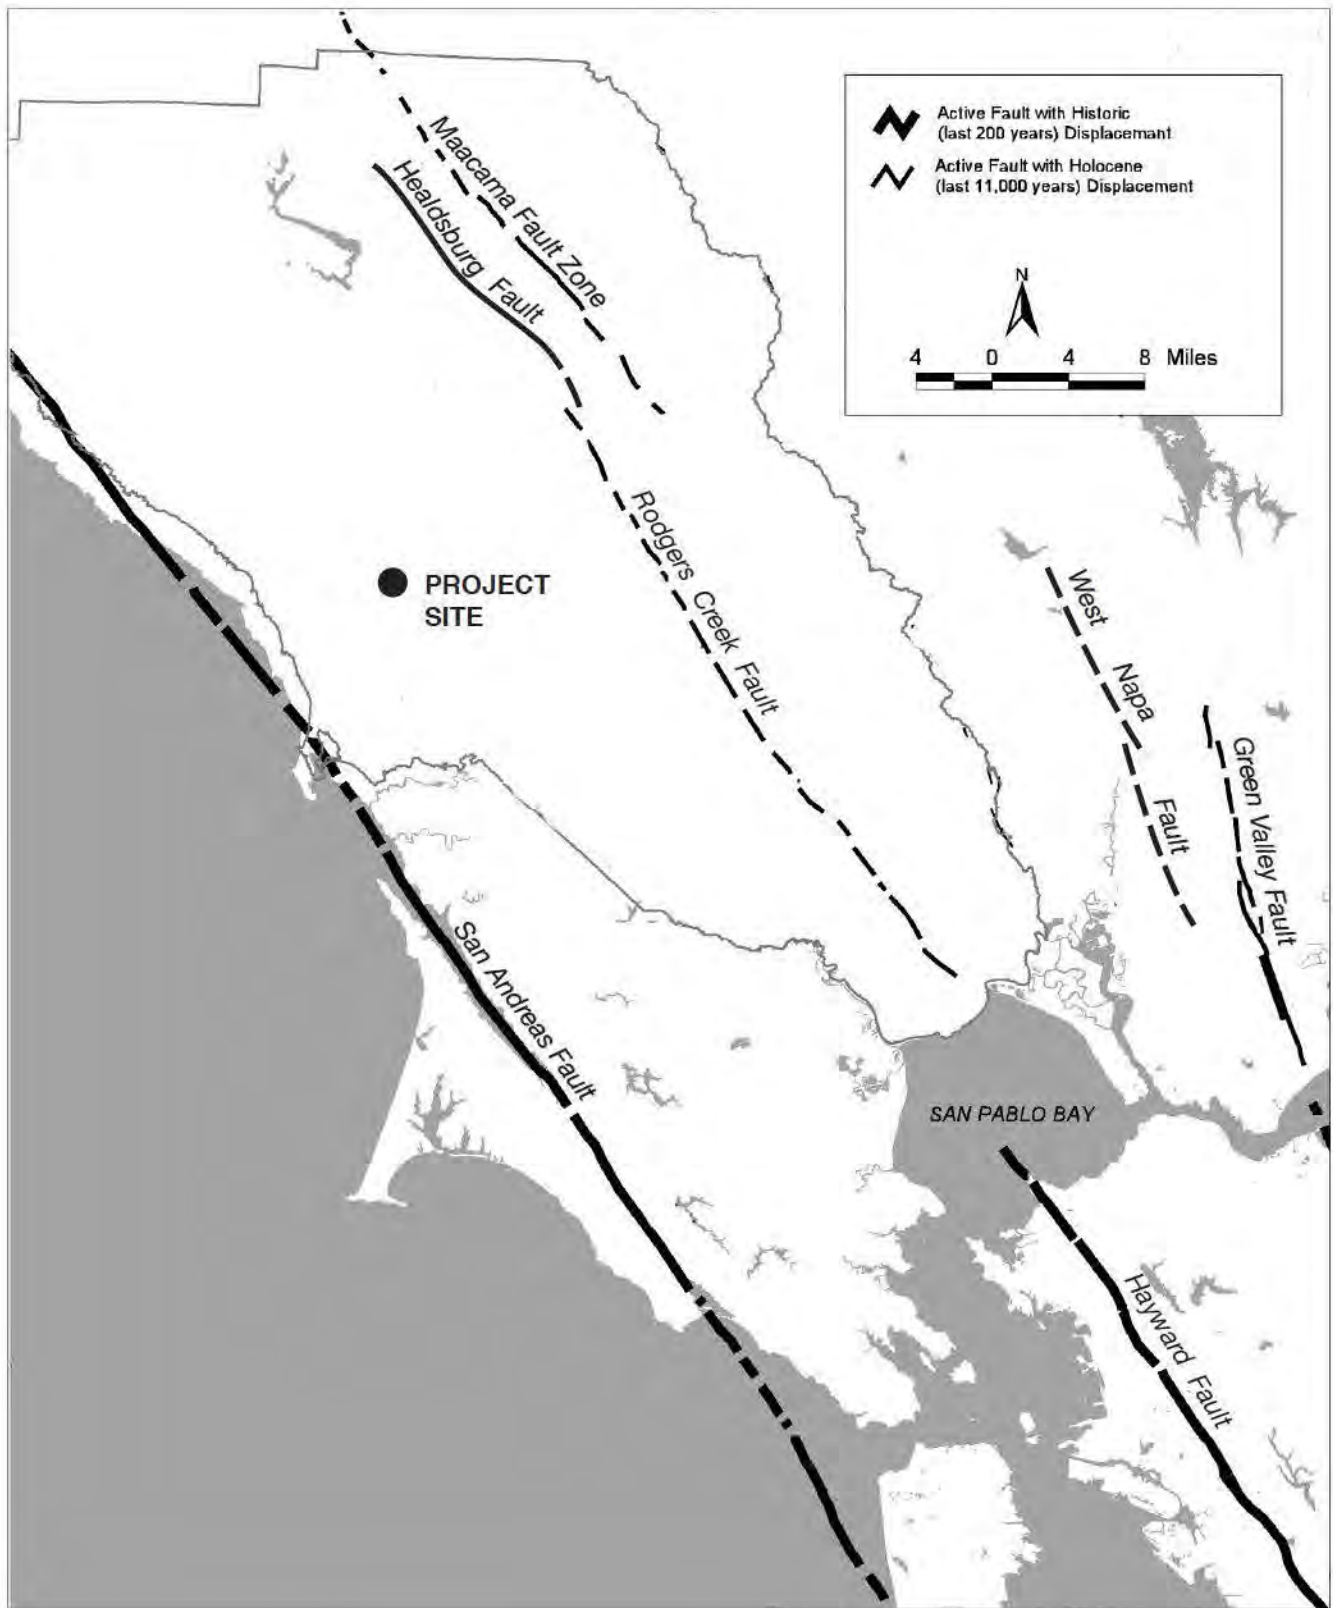 Active Fault with Historic
(last 200 years) Displacemant
Active Fault with Holocene
(last 11,000 years) Displacement
N
4 0 4 8 Miles
Maacama Fault Zone
Healdsburg Fault
Rodgers Creek Fault
PROJECT
SITE
West Napa Fault
Green Valley Fault
San Andreas Fault
SAN PABLO BAY
Hayward Fault